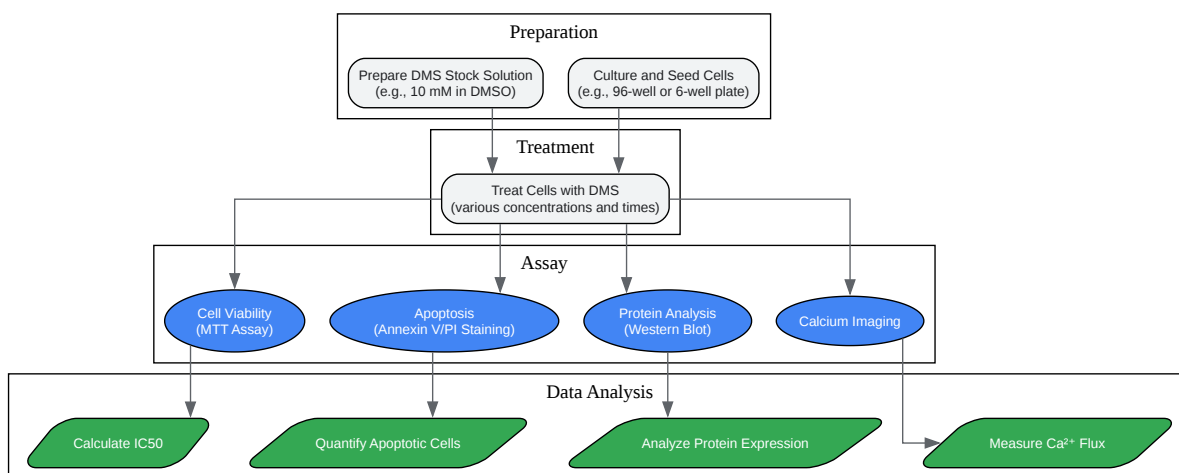 Preparation
Prepare DMS Stock Solution
(e.g., 10 mM in DMSO)
Culture and Seed Cells
(e.g., 96-well or 6-well plate)
Treatment
Treat Cells with DMS
(various concentrations and times)
Assay
Cell Viability
(MTT Assay)
Apoptosis
(Annexin V/PI Staining)
Protein Analysis
(Western Blot)
Calcium Imaging
Data Analysis
Calculate IC50
Quantify Apoptotic Cells
Analyze Protein Expression
Measure Ca²⁺ Flux